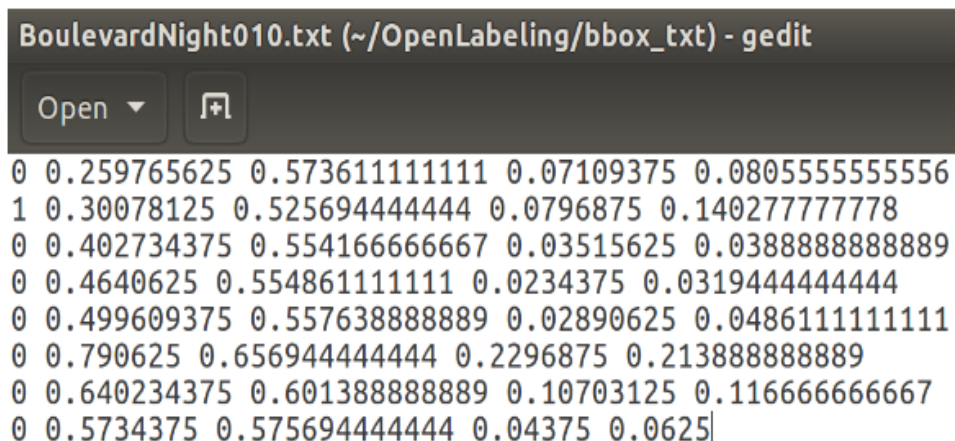 BoulevardNight010.txt (~/OpenLabeling/bbox_txt) - gedit
Open
0 0.259765625 0.573611111111 0.07109375 0.0805555555556
1 0.30078125 0.525694444444 0.0796875 0.140277777778
0 0.402734375 0.554166666667 0.03515625 0.0388888888889
0 0.4640625 0.554861111111 0.0234375 0.0319444444444
0 0.499609375 0.557638888889 0.02890625 0.0486111111111
0 0.790625 0.656944444444 0.2296875 0.213888888889
0 0.640234375 0.601388888889 0.10703125 0.116666666667
0 0.5734375 0.575694444444 0.04375 0.0625